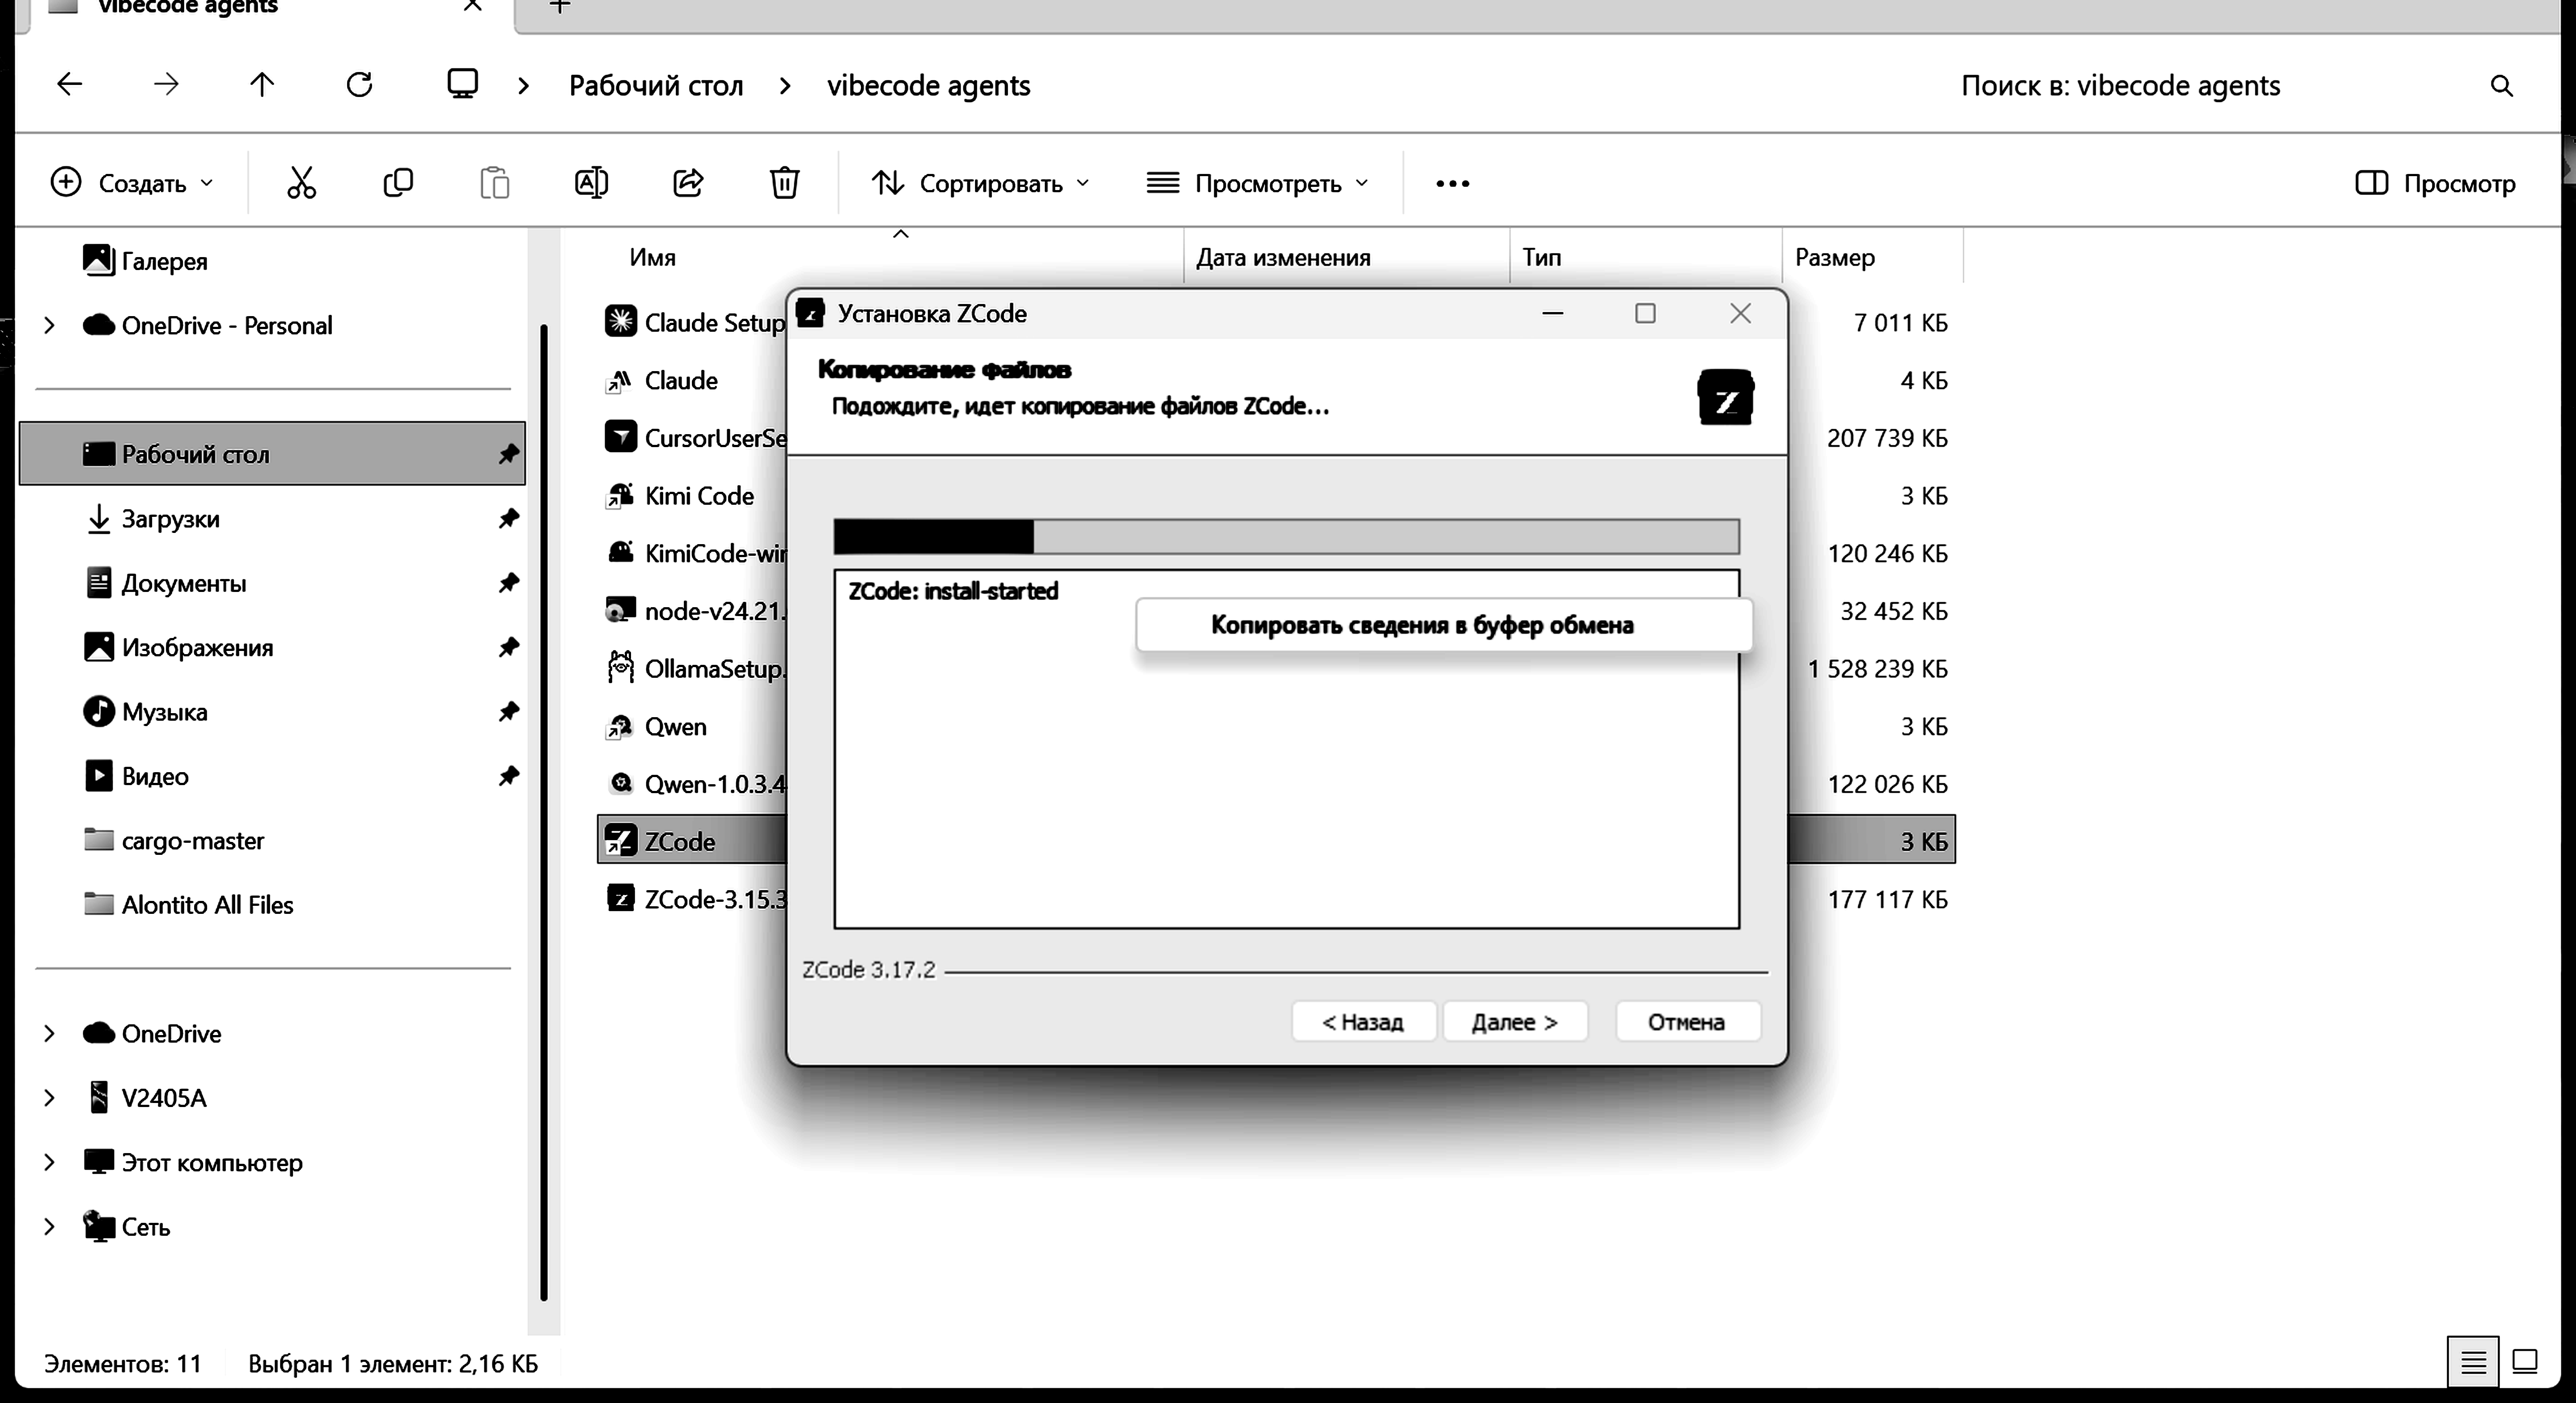 vibecode agents
Рабочий стол > vibecode agents
Поиск в: vibecode agents
Создать
Сортировать
Просмотреть
Просмотр
Галерея
OneDrive - Personal
Рабочий стол
Загрузки
Документы
Изображения
Музыка
Видео
cargo-master
Alontito All Files
OneDrive
V2405A
Этот компьютер
Сеть
Имя
Дата изменения
Тип
Размер
Claude Setup
7 011 КБ
Claude
4 КБ
CursorUserSe
207 739 КБ
Kimi Code
3 КБ
KimiCode-win
120 246 КБ
node-v24.21.
32 452 КБ
OllamaSetup.
1 528 239 КБ
Qwen
3 КБ
Qwen-1.0.3.4
122 026 КБ
ZCode
3 КБ
ZCode-3.15.3
177 117 КБ
Установка ZCode
Копирование файлов
Подождите, идет копирование файлов ZCode...
ZCode: install-started
Копировать сведения в буфер обмена
ZCode 3.17.2
< Назад
Далее >
Отмена
Элементов: 11
Выбран 1 элемент: 2,16 КБ